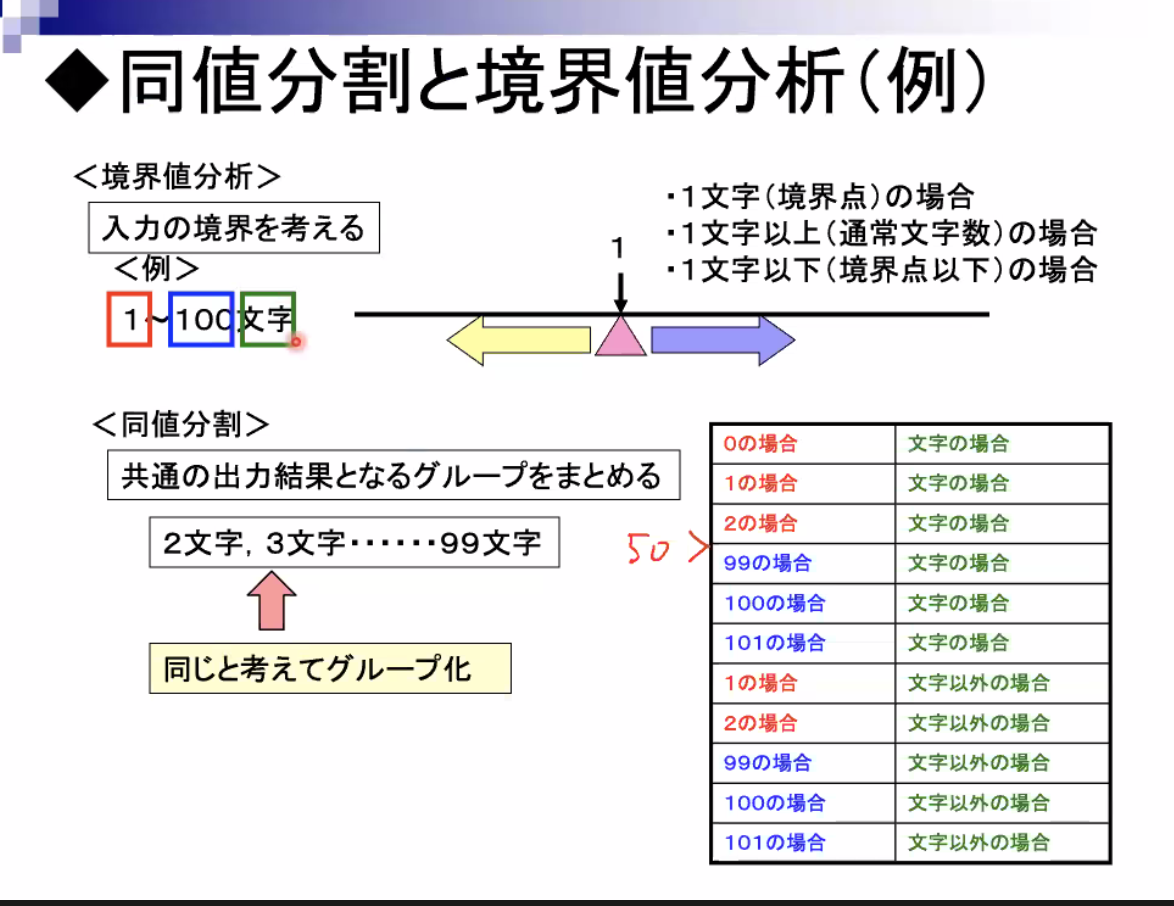 ◆同値分割と境界値分析(例)
<境界値分析>
入力の境界を考える
<例>
1~100文字
1
・1文字(境界点)の場合
・1文字以上(通常文字数)の場合
・1文字以下(境界点以下)の場合
<同値分割>
共通の出力結果となるグループをまとめる
2文字,3文字・・・・・・99文字
同じと考えてグループ化
50 >
0の場合 文字の場合
1の場合 文字の場合
2の場合 文字の場合
99の場合 文字の場合
100の場合 文字の場合
101の場合 文字の場合
1の場合 文字以外の場合
2の場合 文字以外の場合
99の場合 文字以外の場合
100の場合 文字以外の場合
101の場合 文字以外の場合